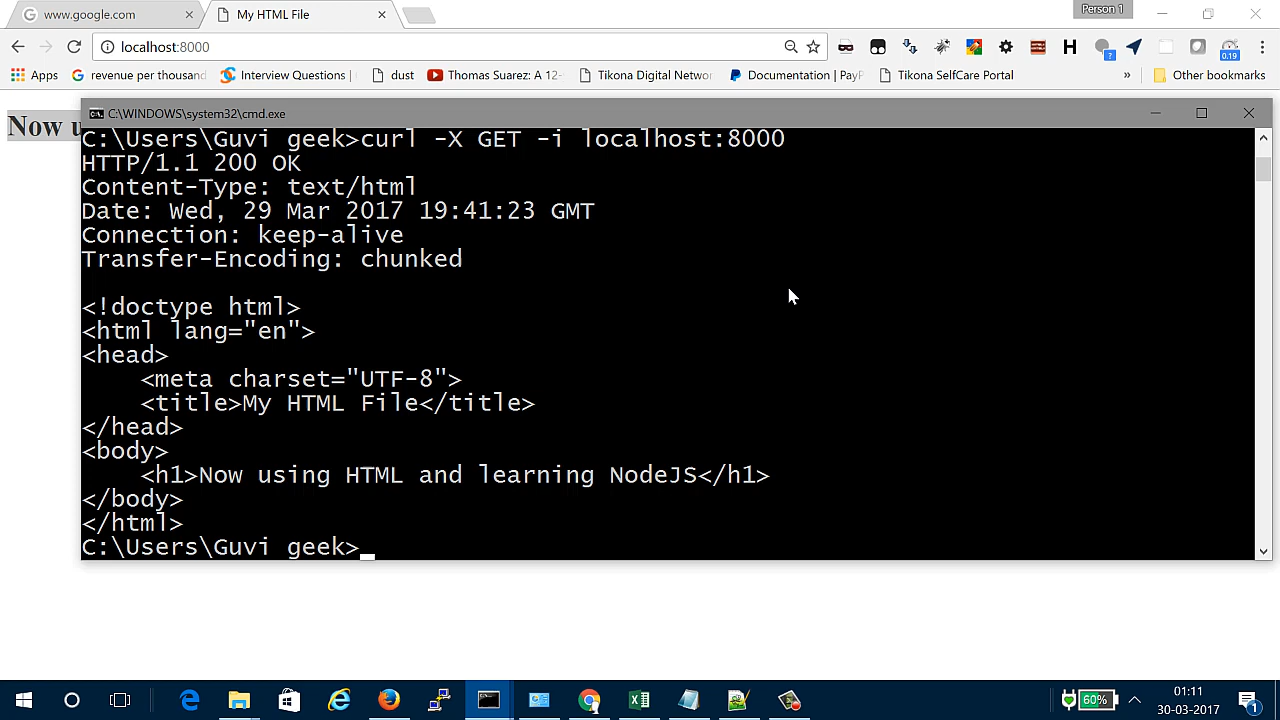 www.google.com
My HTML File
Person 1
localhost:8000
?
0.19
Apps
revenue per thousand
Interview Questions |
dust
Thomas Suarez: A 12-
Tikona Digital Networ
Documentation | PayP
Tikona SelfCare Portal
»
Other bookmarks
Now u
C:\WINDOWS\system32\cmd.exe
C:\Users\Guvi geek>curl -X GET -i localhost:8000
HTTP/1.1 200 OK
Content-Type: text/html
Date: Wed, 29 Mar 2017 19:41:23 GMT
Connection: keep-alive
Transfer-Encoding: chunked
<!doctype html>
<html lang="en">
<head>
<meta charset="UTF-8">
<title>My HTML File</title>
</head>
<body>
<h1>Now using HTML and learning NodeJS</h1>
</body>
</html>
C:\Users\Guvi geek>
60%
01:11
30-03-2017
1